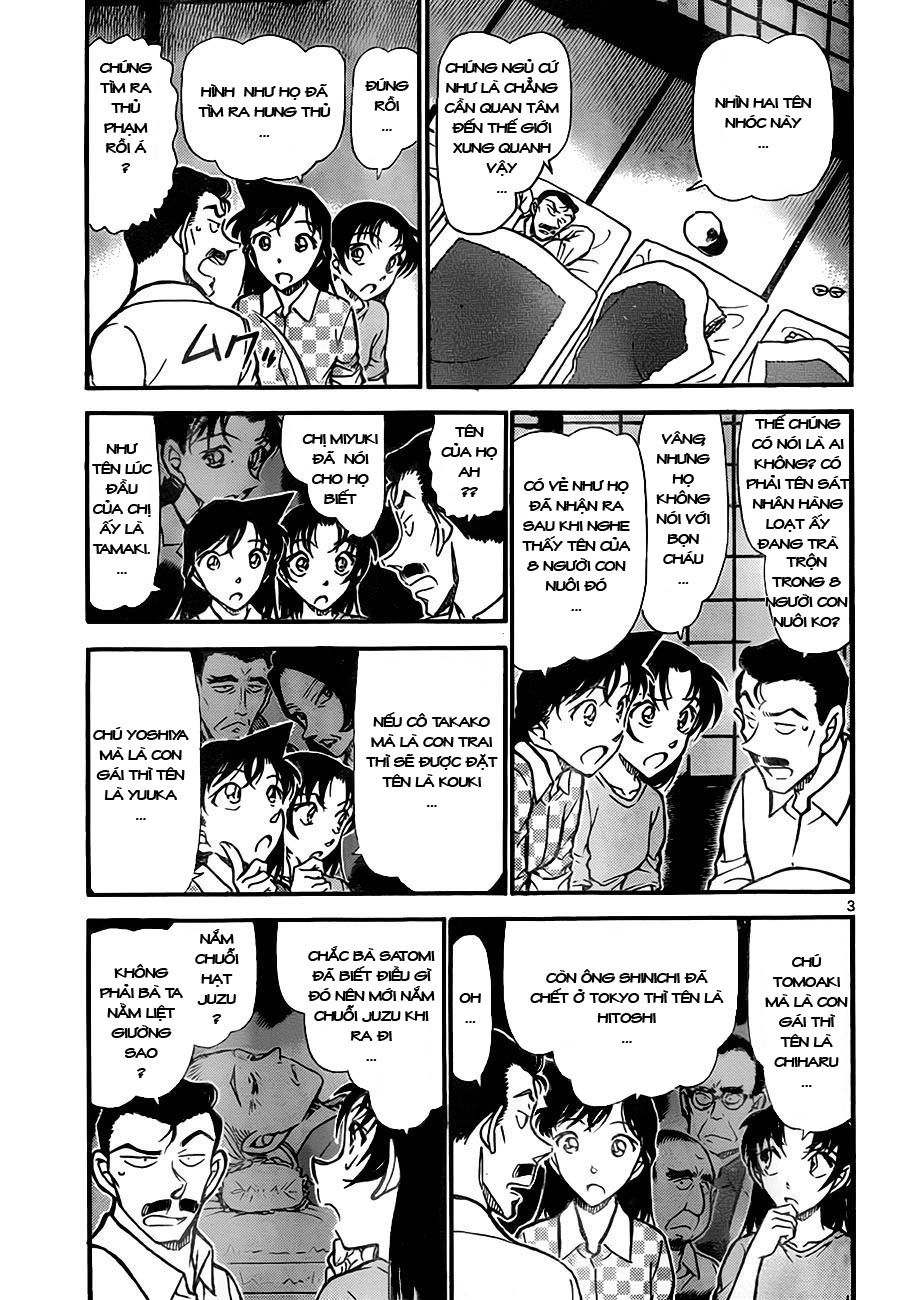 NHÌN HAI TÊN
NHÓC NÀY
...
CHÚNG NGỦ CỨ
NHƯ LÀ CHẲNG
CẦN QUAN TÂM
ĐẾN THẾ GIỚI
XUNG QUANH
VẬY ...
ĐÚNG
RỒI ...
HÌNH NHƯ HỌ ĐÃ
TÌM RA HUNG THỦ
...
CHÚNG
TÌM RA
THỦ
PHẠM
RỒI Á
?
THẾ CHÚNG
CÓ NÓI LÀ AI
KHÔNG? CÓ
PHẢI TÊN SÁT
NHÂN HÀNG
LOẠT ẤY
ĐANG TRÀ
TRỘN
TRONG 8
NGƯỜI CON
NUÔI KO?
VÂNG,
NHƯNG
HỌ
KHÔNG
NÓI VỚI
BỌN
CHÁU
...
CÓ VẺ NHƯ HỌ
ĐÃ NHẬN RA
SAU KHI NGHE
THẤY TÊN CỦA
8 NGƯỜI CON
NUÔI ĐÓ
...
TÊN
CỦA HỌ
AH
??
CHỊ MIYUKI
ĐÃ NÓI
CHO HỌ
BIẾT
NHƯ
TÊN LÚC
ĐẦU
CỦA CHỊ
ẤY LÀ
TAMAKI.
...
NẾU CÔ TAKAKO
MÀ LÀ CON TRAI
THÌ SẼ ĐƯỢC ĐẶT
TÊN LÀ KOUKI
...
CHÚ YOSHIYA
MÀ LÀ CON
GÁI THÌ TÊN
LÀ YUUKA
...
3
CHÚ
TOMOAKI
MÀ LÀ CON
GÁI THÌ
TÊN LÀ
CHIHARU
...
CÒN ÔNG SHINICHI ĐÃ
CHẾT Ở TOKYO THÌ TÊN LÀ
HITOSHI
...
OH
...
CHẮC BÀ SATOMI
ĐÃ BIẾT ĐIỀU GÌ
ĐÓ NÊN MỚI NẮM
CHUỖI JUZU KHI
RA ĐI
...
NẮM
CHUỖI
HẠT
JUZU
?
KHÔNG
PHẢI BÀ TA
NẰM LIỆT
GIƯỜNG
SAO
?